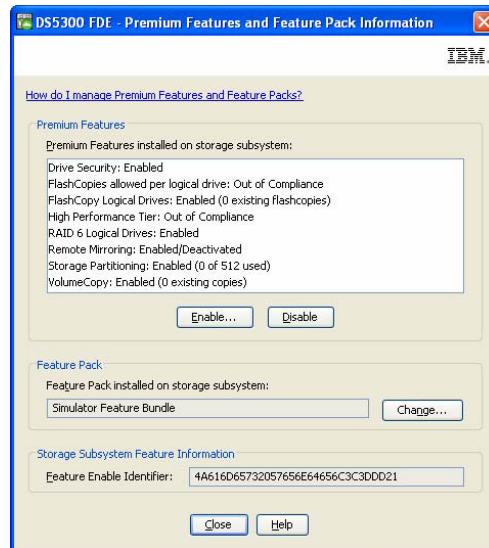 DS5300 FDE - Premium Features and Feature Pack Information
IBM.
How do I manage Premium Features and Feature Packs?
Premium Features
Premium Features installed on storage subsystem:
Drive Security: Enabled
FlashCopies allowed per logical drive: Out of Compliance
FlashCopy Logical Drives: Enabled (0 existing flashcopies)
High Performance Tier: Out of Compliance
RAID 6 Logical Drives: Enabled
Remote Mirroring: Enabled/Deactivated
Storage Partitioning: Enabled (0 of 512 used)
VolumeCopy: Enabled (0 existing copies)
Enable... Disable
Feature Pack
Feature Pack installed on storage subsystem:
Simulator Feature Bundle Change...
Storage Subsystem Feature Information
Feature Enable Identifier: 4A616D65732057656E64656C3C3DDD21
Close Help